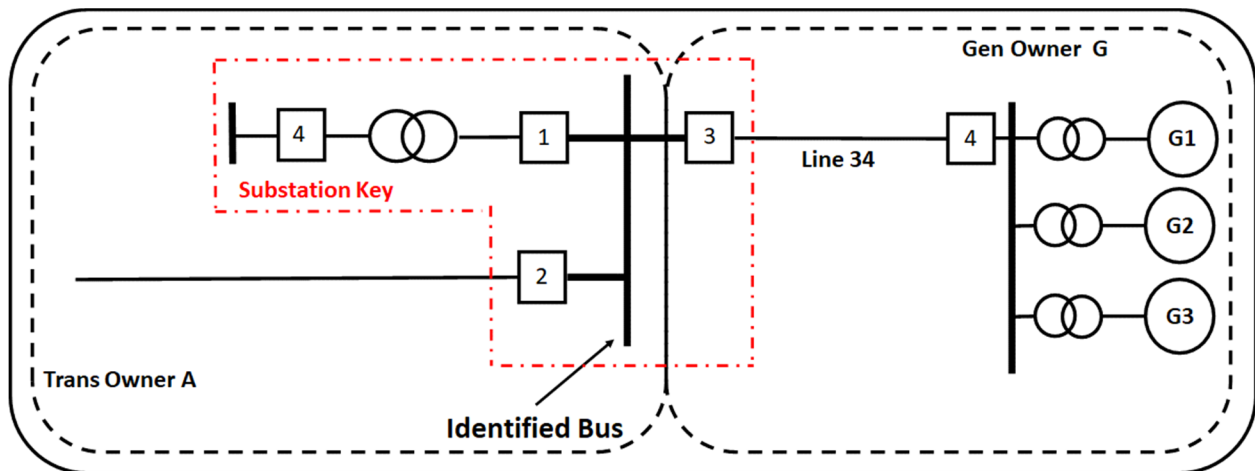 Gen Owner G
4
1
3
Line 34
4
G1
Substation Key
G2
2
G3
Trans Owner A
Identified Bus